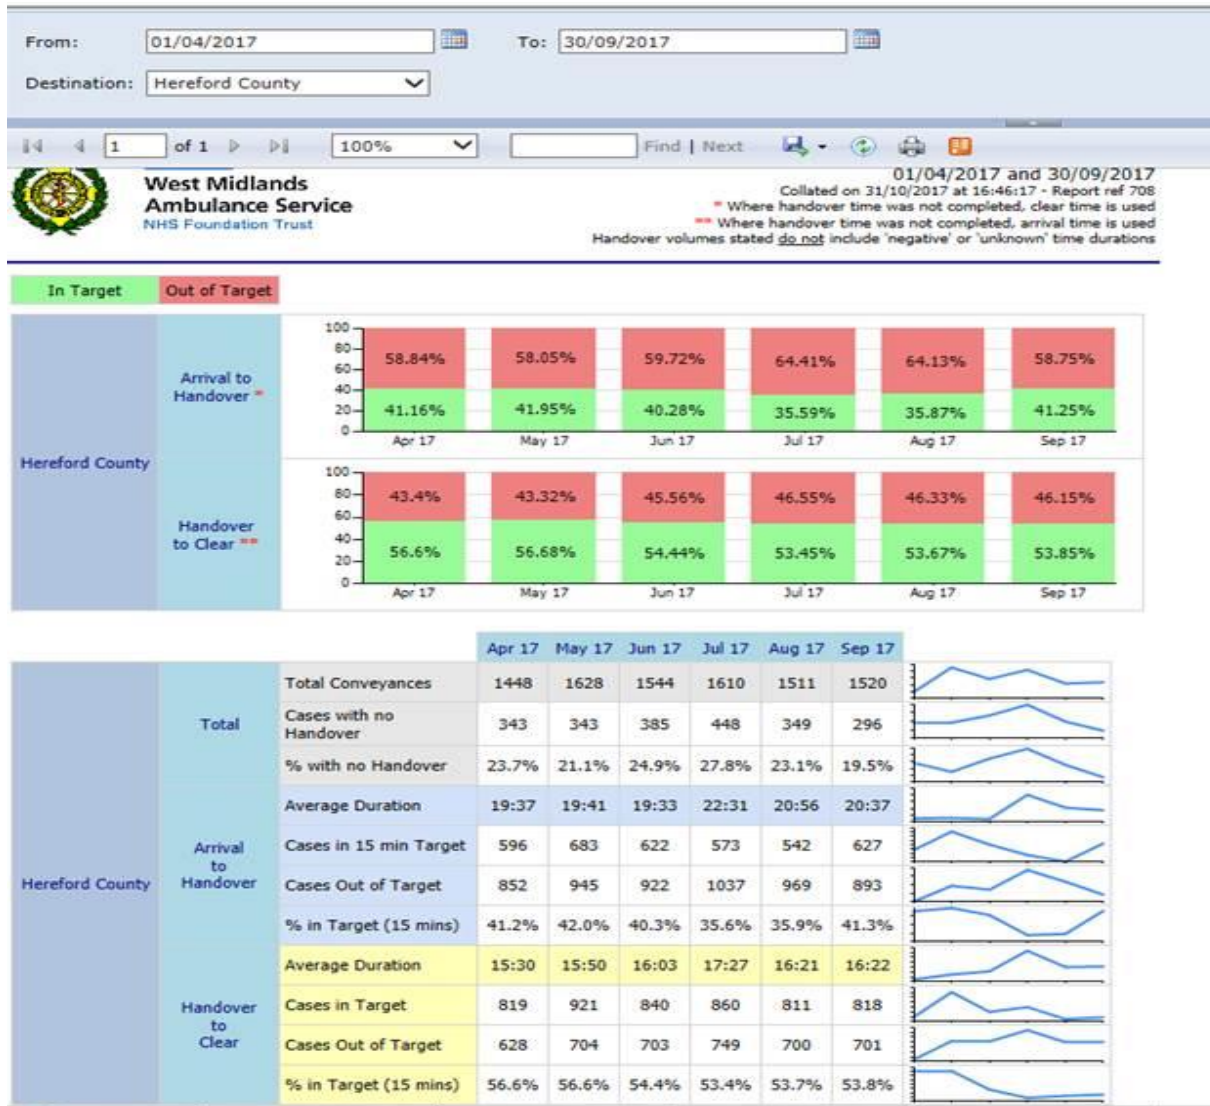 From: 01/04/2017 To: 30/09/2017
Destination: Hereford County
1 of 1 100% Find | Next
01/04/2017 and 30/09/2017
West Midlands
Ambulance Service
NHS Foundation Trust
Collated on 31/10/2017 at 16:46:17 - Report ref 708
* Where handover time was not completed, clear time is used
** Where handover time was not completed, arrival time is used
Handover volumes stated do not include 'negative' or 'unknown' time durations
In Target Out of Target
Hereford County
Arrival to
Handover *
100
80
60
40
20
0
58.84% 58.05% 59.72% 64.41% 64.13% 58.75%
41.16% 41.95% 40.28% 35.59% 35.87% 41.25%
Apr 17 May 17 Jun 17 Jul 17 Aug 17 Sep 17
Handover
to Clear **
100
80
60
40
20
0
43.4% 43.32% 45.56% 46.55% 46.33% 46.15%
56.6% 56.68% 54.44% 53.45% 53.67% 53.85%
Apr 17 May 17 Jun 17 Jul 17 Aug 17 Sep 17
Apr 17 May 17 Jun 17 Jul 17 Aug 17 Sep 17
Hereford County
Total
Total Conveyances 1448 1628 1544 1610 1511 1520
Cases with no
Handover 343 343 385 448 349 296
% with no Handover 23.7% 21.1% 24.9% 27.8% 23.1% 19.5%
Arrival
to
Handover
Average Duration 19:37 19:41 19:33 22:31 20:56 20:37
Cases in 15 min Target 596 683 622 573 542 627
Cases Out of Target 852 945 922 1037 969 893
% in Target (15 mins) 41.2% 42.0% 40.3% 35.6% 35.9% 41.3%
Handover
to
Clear
Average Duration 15:30 15:50 16:03 17:27 16:21 16:22
Cases in Target 819 921 840 860 811 818
Cases Out of Target 628 704 703 749 700 701
% in Target (15 mins) 56.6% 56.6% 54.4% 53.4% 53.7% 53.8%